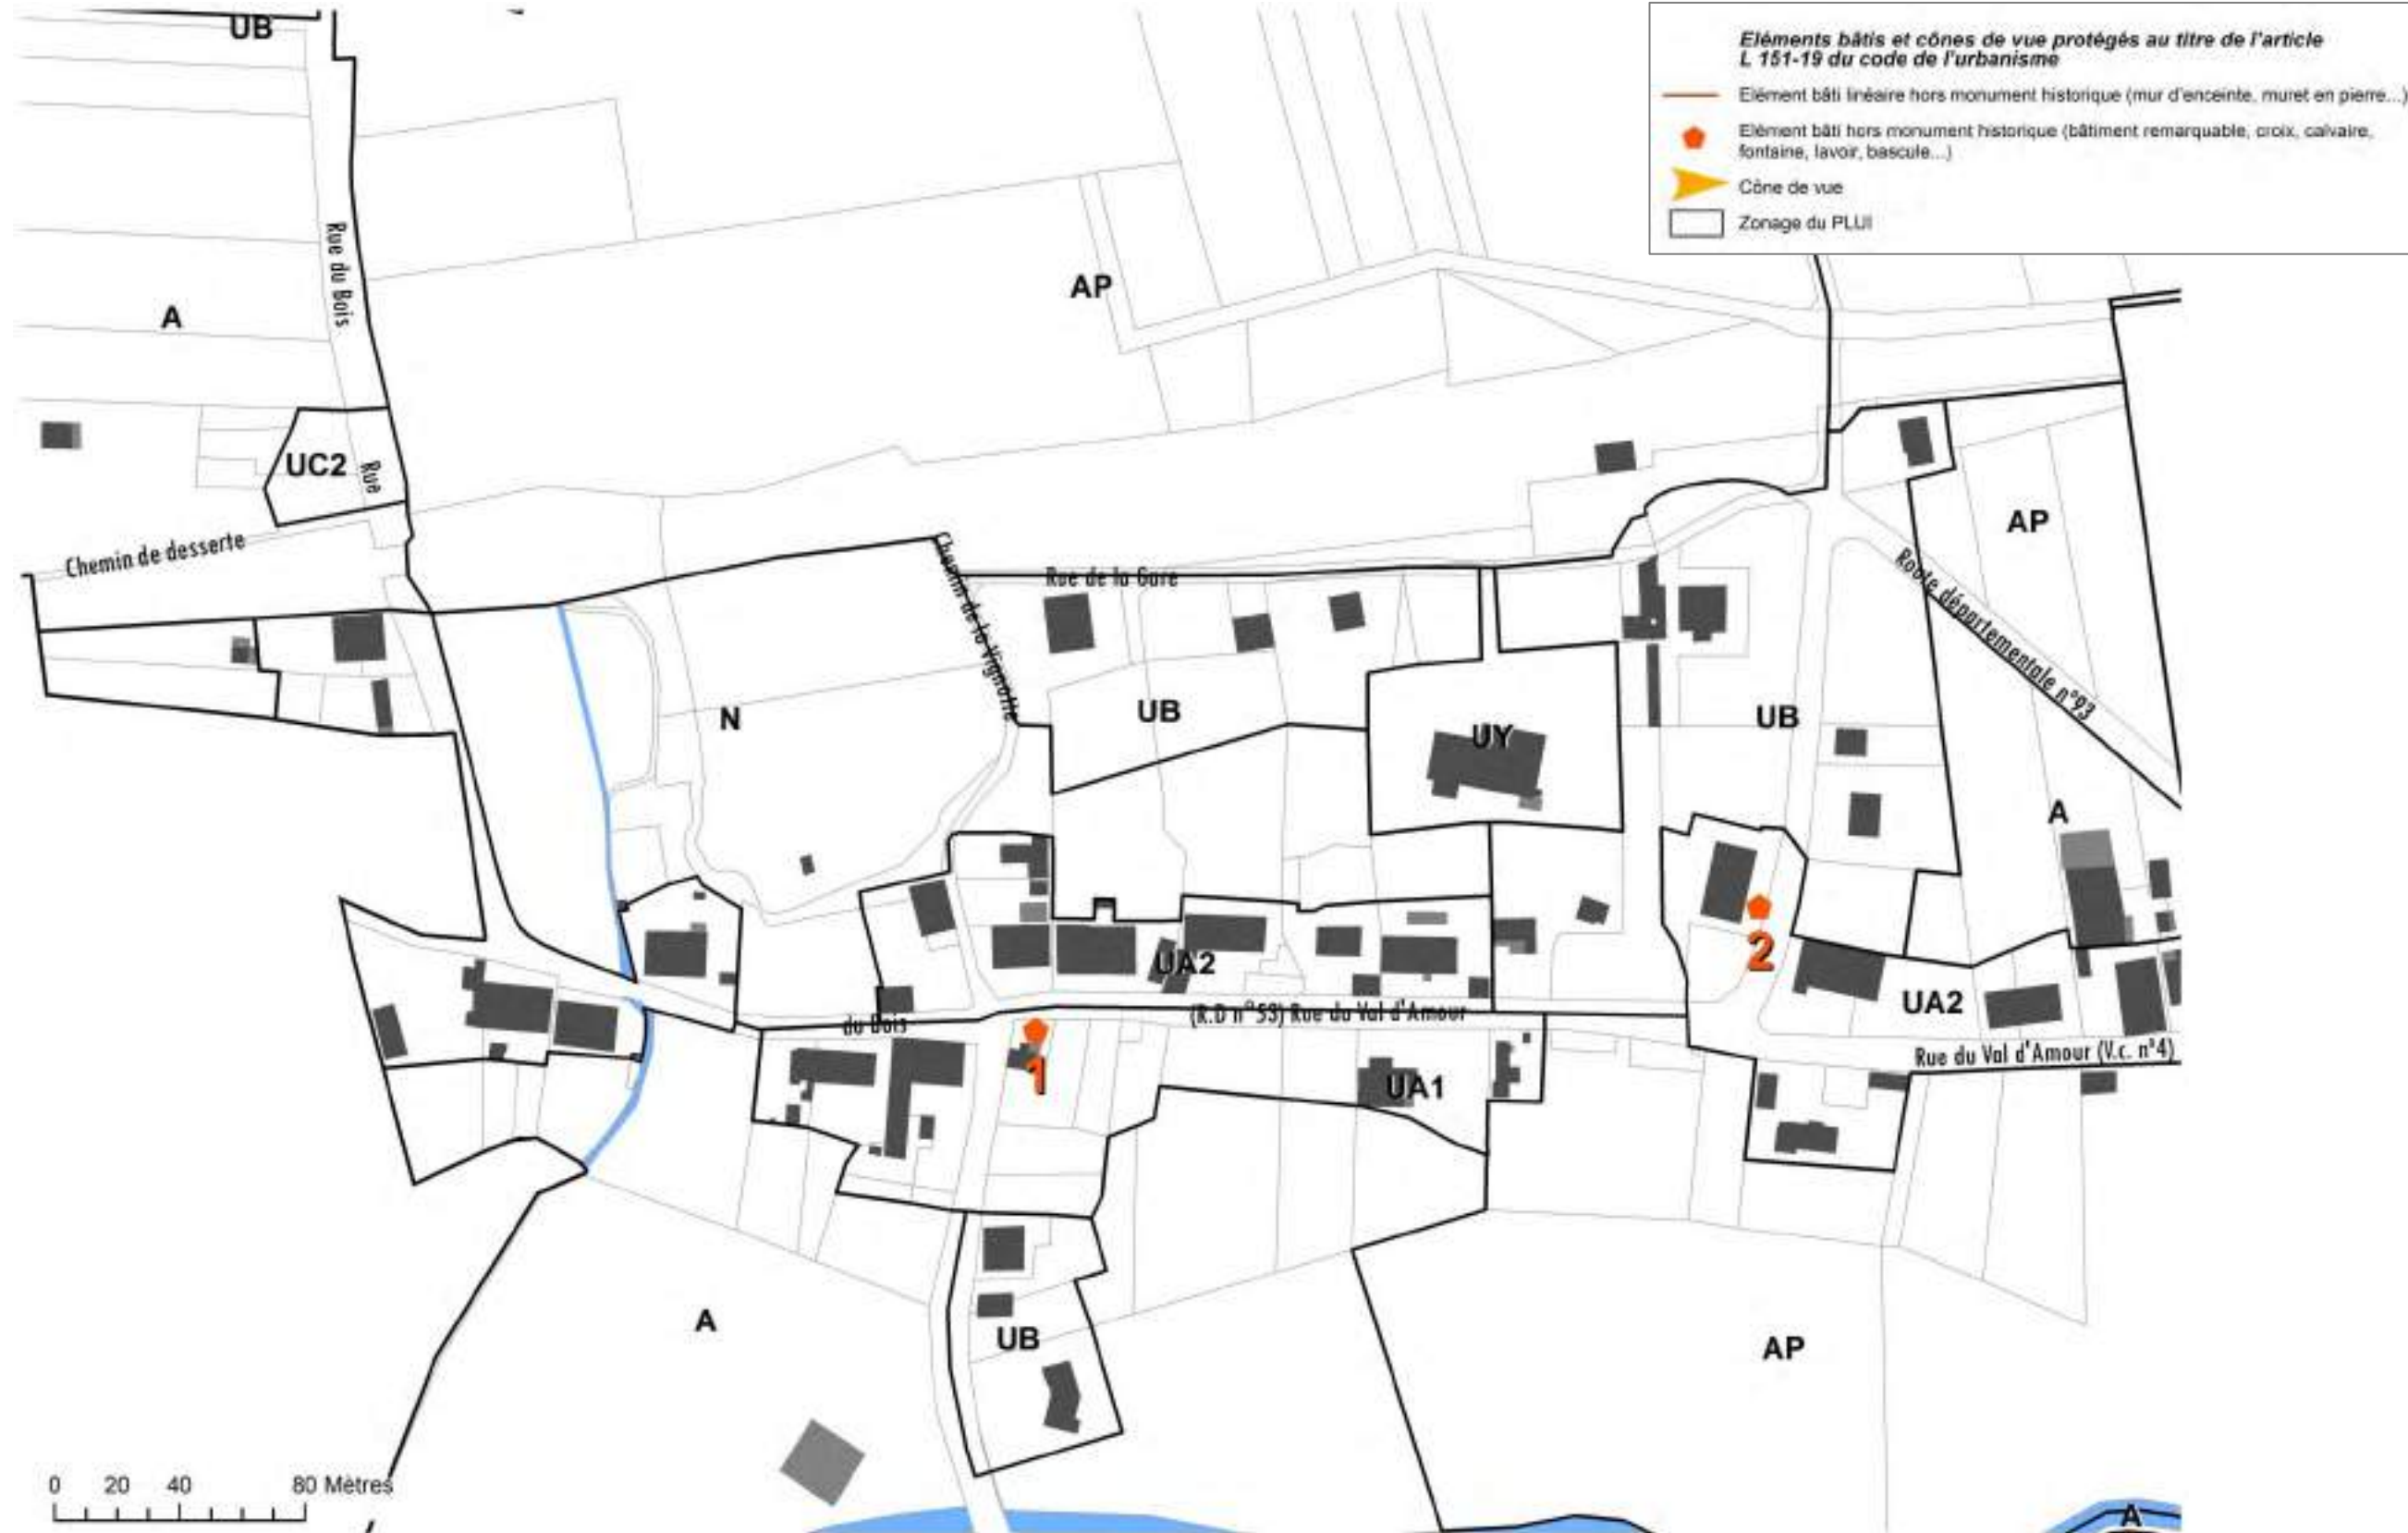 Eléments bâtis et cônes de vue protégés au titre de l'article
L 151-19 du code de l'urbanisme
Elément bâti linéaire hors monument historique (mur d'enceinte, muret en pierre...)
Elément bâti hors monument historique (bâtiment remarquable, croix, calvaire,
fontaine, lavoir, bascule...)
Cône de vue
Zonage du PLUI
UB
Rue du Bois
AP
A
UC2
Rue
AP
Chemin de desserte
Chemin de la Vignotte
Rue de la Gare
Route départementale n°93
N
UB
UB
UY
A
2
UA2
UA2
(R.D n°53) Rue du Val d'Amour
du Bois
Rue du Val d'Amour (V.c. n°4)
1
UA1
A
UB
AP
0 20 40 80 Mètres
A